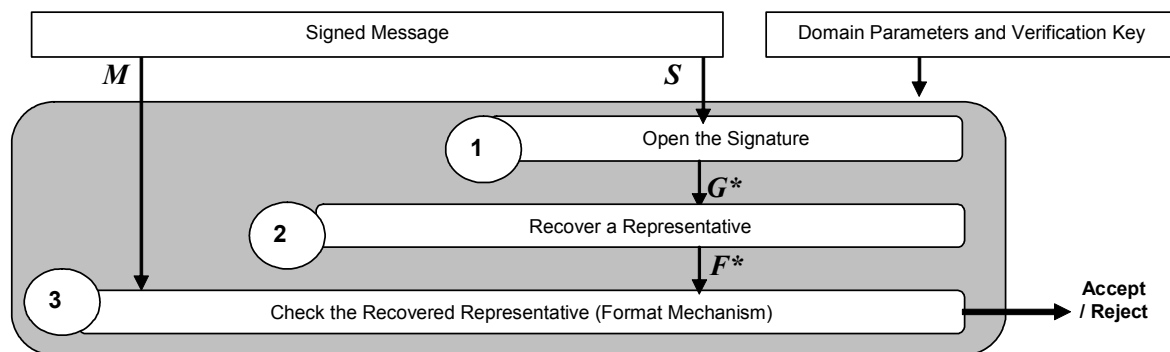 Signed Message
Domain Parameters and Verification Key
M
S
1
Open the Signature
G*
2
Recover a Representative
F*
3
Check the Recovered Representative (Format Mechanism)
Accept
/ Reject